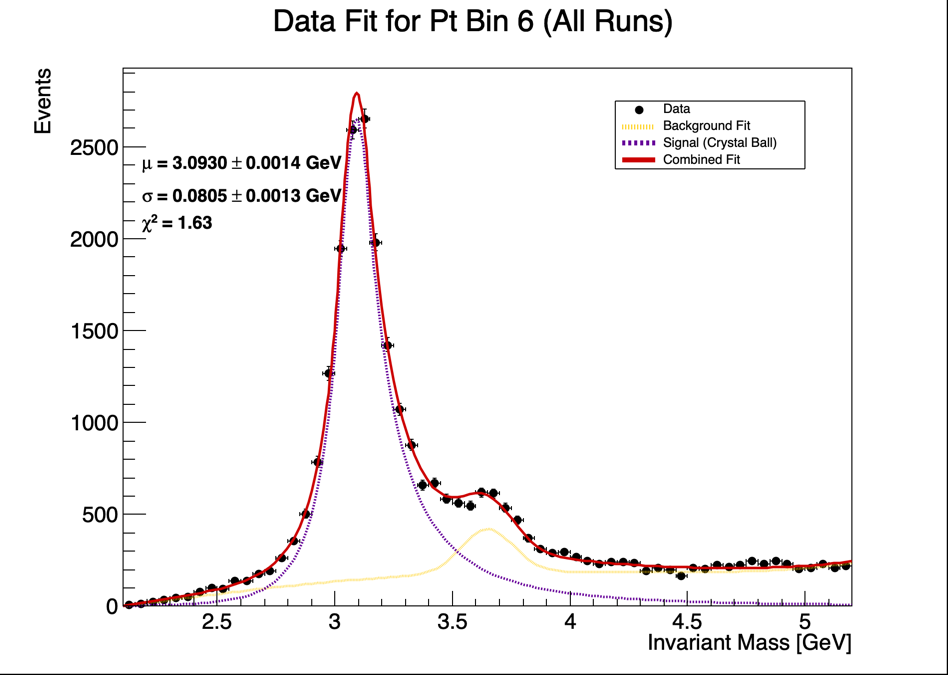 Data Fit for Pt Bin 6 (All Runs)
Events
Data
Background Fit
Signal (Crystal Ball)
Combined Fit
μ = 3.0930 ± 0.0014 GeV
σ = 0.0805 ± 0.0013 GeV
χ² = 1.63
2500
2000
1500
1000
500
0
2.5 3 3.5 4 4.5 5
Invariant Mass [GeV]